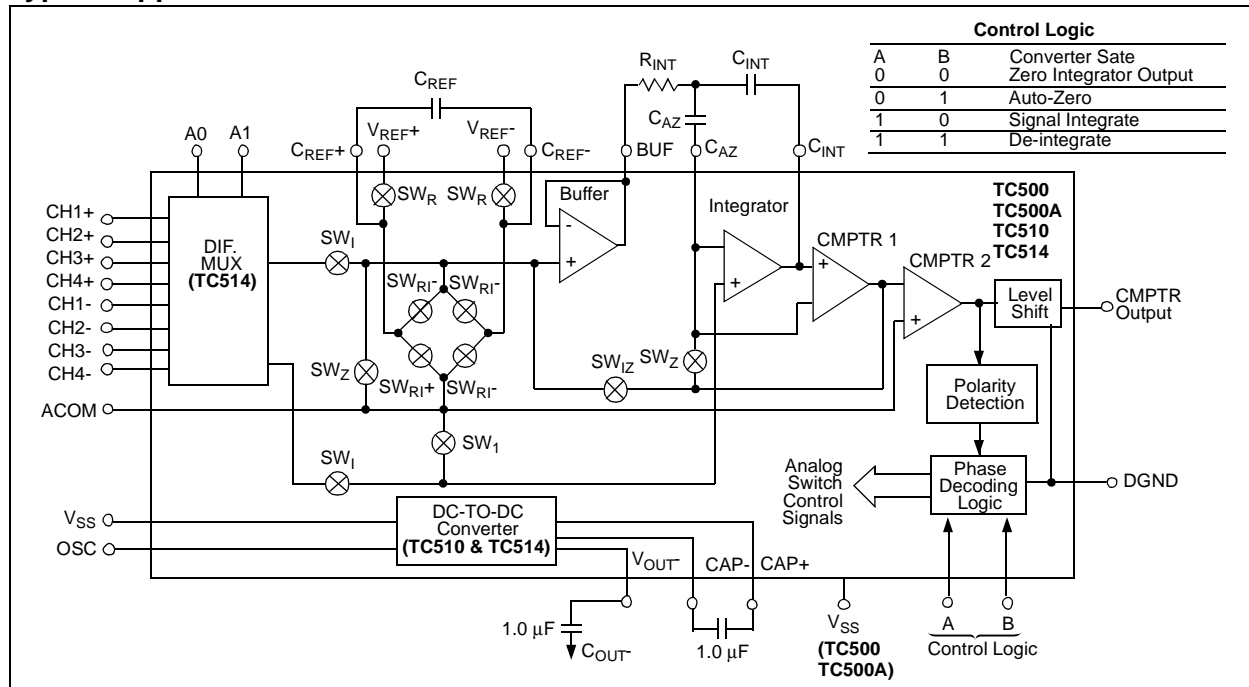 Control Logic
A B Converter Sate
0 0 Zero Integrator Output
0 1 Auto-Zero
1 0 Signal Integrate
1 1 De-integrate
RINT
CINT
CREF
CAZ
A0 A1
VREF+ VREF-
CREF+ CREF- BUF CAZ CINT
SWR SWR
Buffer
Integrator
TC500
TC500A
TC510
TC514
CH1+
CH2+
CH3+
CH4+
CH1-
CH2-
CH3-
CH4-
DIF.
MUX
(TC514)
SWI
- 
+
+
+
CMPTR 1
CMPTR 2
+
Level
Shift
CMPTR
Output
SWRI- SWRI-
SWZ
SWRI+ SWRI-
SWIZ SWZ
Polarity
Detection
ACOM
SW1
SWI
Analog
Switch
Control
Signals
Phase
Decoding
Logic
DGND
VSS
OSC
DC-TO-DC
Converter
(TC510 & TC514)
VOUT- CAP- CAP+
1.0 µF
COUT-
1.0 µF
VSS
(TC500
TC500A)
A B
Control Logic